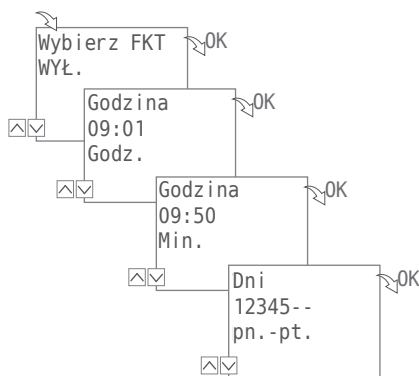 Wybierz FKT
WYŁ.
OK
Godzina
09:01
Godz.
OK
Godzina
09:50
Min.
OK
Dni
12345--
pn.-pt.
OK